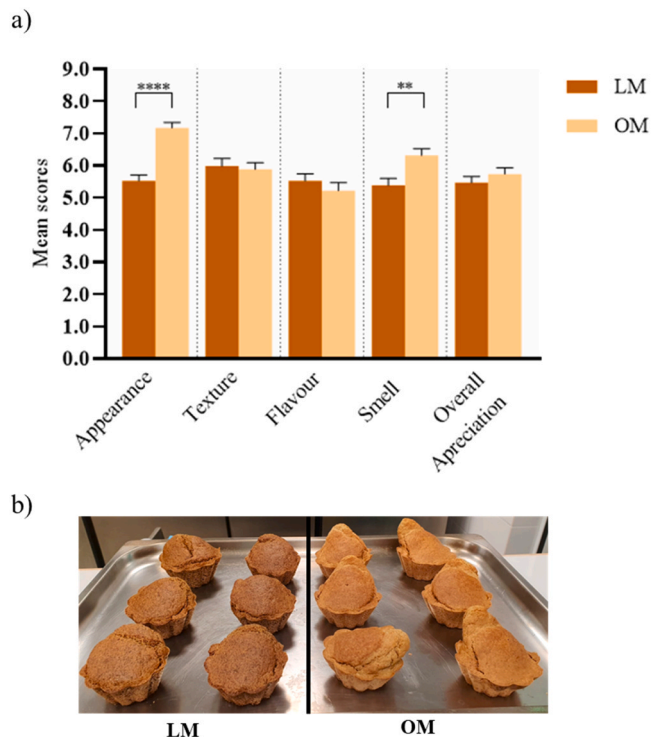 a)
9.0
8.0
7.0
6.0
5.0
4.0
3.0
2.0
1.0
0.0
Mean scores
****
**
LM
OM
Appearance
Texture
Flavour
Smell
Overall
Apreciation
b)
LM
OM